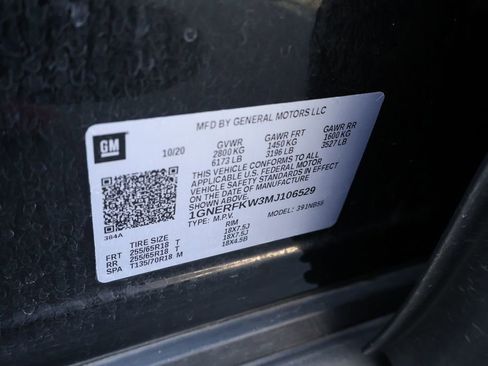 MFD BY GENERAL MOTORS LLC
GM
10/20
GVWR GAWR FRT GAWR RR
2800 KG 1450 KG 1600 KG
6173 LB 3196 LB 3527 LB
THIS VEHICLE CONFORMS TO ALL
APPLICABLE U.S. FEDERAL MOTOR
VEHICLE SAFETY STANDARDS IN EFFECT
ON THE DATE OF MANUFACTURE
SHOWN ABOVE.
1GNERFKW3MJ106529
TYPE: M.P.V. MODEL: 391NB56
384A
TIRE SIZE RIM
FRT 255/65R18 T 18X7.5J
RR 255/65R18 T 18X7.5J
SPA T135/70R18 M 18X4.5B